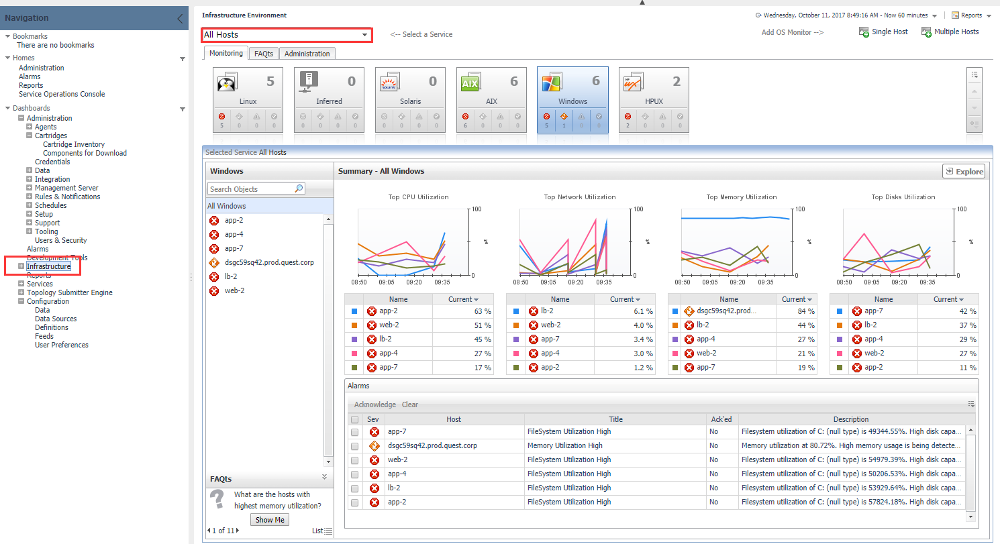 Navigation
Bookmarks
There are no bookmarks
Homes
Administration
Alarms
Reports
Service Operations Console
Dashboards
Administration
Agents
Cartridges
Cartridge Inventory
Components for Download
Credentials
Data
Integration
Management Server
Rules & Notifications
Schedules
Setup
Support
Tooling
Users & Security
Alarms
Development Tools
Infrastructure
Reports
Services
Topology Submitter Engine
Configuration
Data
Data Sources
Definitions
Feeds
User Preferences
Infrastructure Environment
Wednesday, October 11, 2017 8:49:16 AM - Now 60 minutes
Reports
All Hosts
<-- Select a Service
Add OS Monitor -->
Single Host
Multiple Hosts
Monitoring FAQts Administration
5
Linux
5 0 0 0
0
Inferred
0 0 0 0
0
Solaris
0 0 0 0
6
AIX
6 0 0 0
6
Windows
5 1 0 0
2
HPUX
2 0 0 0
Selected Service All Hosts
Windows
Search Objects
All Windows
app-2
app-4
app-7
dsgc59sq42.prod.quest.corp
lb-2
web-2
FAQts
What are the hosts with
highest memory utilization?
Show Me
1 of 11
List
Summary - All Windows
Explore
Top CPU Utilization
100
%
0
08:50 09:05 09:20 09:35
Name Current
app-2 63 %
web-2 51 %
lb-2 45 %
app-4 27 %
app-7 17 %
Top Network Utilization
100
%
0
08:50 09:05 09:20 09:35
Name Current
lb-2 6.1 %
web-2 4.0 %
app-7 3.4 %
app-4 3.0 %
app-2 1.2 %
Top Memory Utilization
100
%
0
08:50 09:05 09:20 09:35
Name Current
dsgc59sq42.prod... 84 %
lb-2 44 %
app-4 27 %
web-2 21 %
app-7 19 %
Top Disks Utilization
100
%
0
08:50 09:05 09:20 09:35
Name Current
app-7 42 %
lb-2 37 %
app-4 29 %
web-2 27 %
app-2 11 %
Alarms
Acknowledge Clear
Sev Host Title Ack'ed Description
app-7 FileSystem Utilization High No Filesystem utilization of C: (null type) is 49344.55%. High disk capa...
dsgc59sq42.prod.quest.corp Memory Utilization High No Memory utilization at 80.72%. High memory usage is being detecte...
web-2 FileSystem Utilization High No Filesystem utilization of C: (null type) is 54979.39%. High disk capa...
app-4 FileSystem Utilization High No Filesystem utilization of C: (null type) is 50206.53%. High disk capa...
lb-2 FileSystem Utilization High No Filesystem utilization of C: (null type) is 53929.64%. High disk capa...
app-2 FileSystem Utilization High No Filesystem utilization of C: (null type) is 57824.18%. High disk capa...